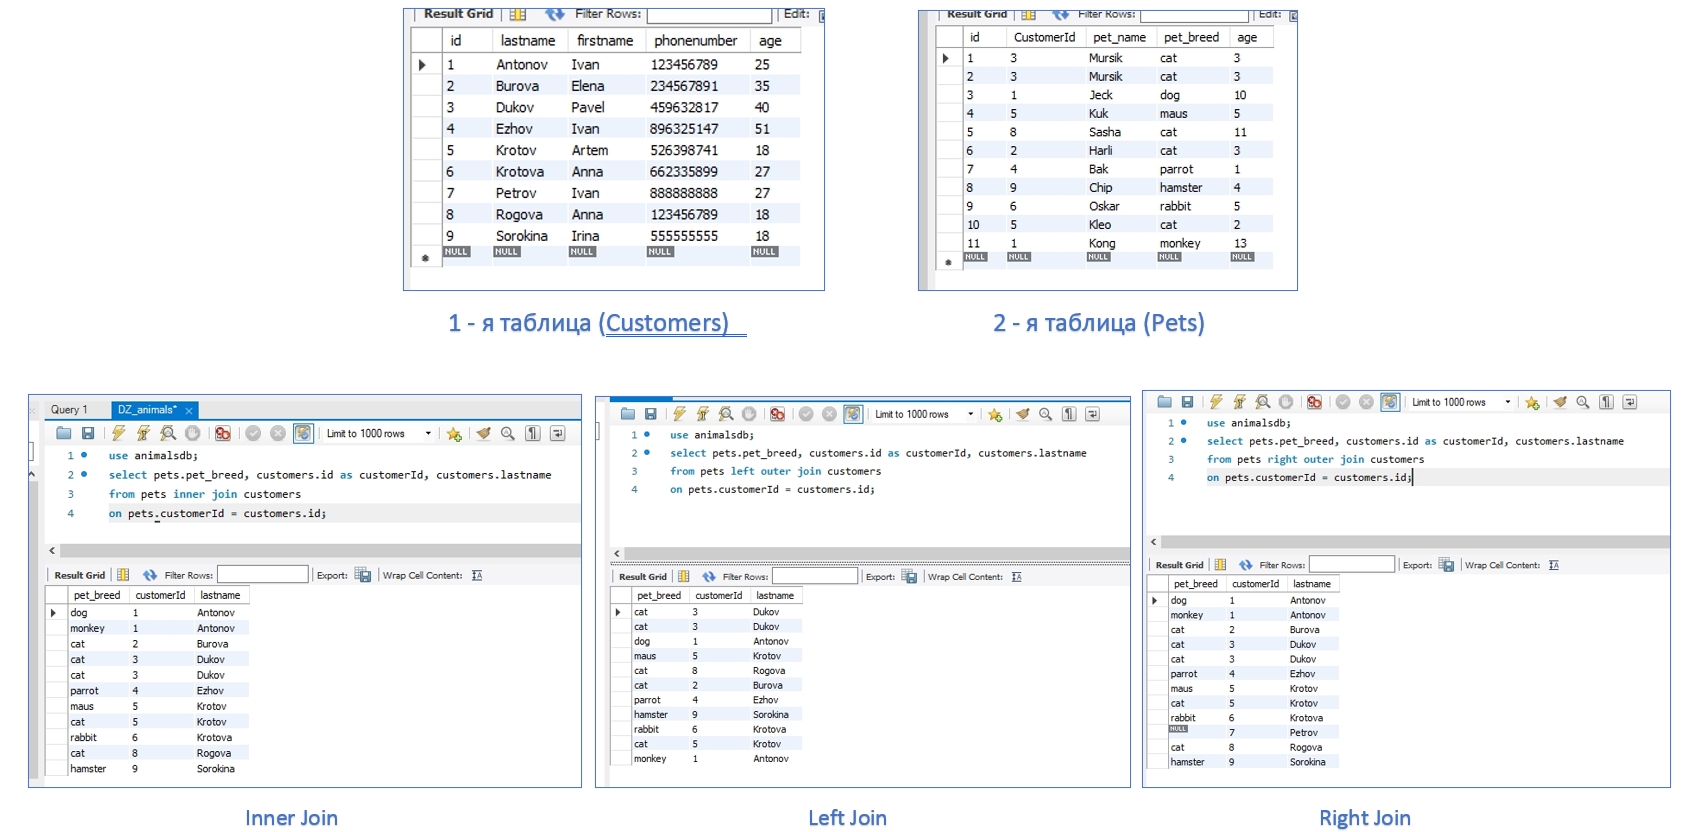 Result Grid Filter Rows: Edit:
id lastname firstname phonenumber age
1 Antonov Ivan 123456789 25
2 Burova Elena 234567891 35
3 Dukov Pavel 459632817 40
4 Ezhov Ivan 896325147 51
5 Krotov Artem 526398741 18
6 Krotova Anna 662335899 27
7 Petrov Ivan 888888888 27
8 Rogova Anna 123456789 18
9 Sorokina Irina 555555555 18
NULL NULL NULL NULL NULL
1 - я таблица (Customers)
Result Grid Filter Rows: Edit:
id CustomerId pet_name pet_breed age
1 3 Mursik cat 3
2 3 Mursik cat 3
3 1 Jeck dog 10
4 5 Kuk maus 5
5 8 Sasha cat 11
6 2 Harli cat 3
7 4 Bak parrot 1
8 9 Chip hamster 4
9 6 Oskar rabbit 5
10 5 Kleo cat 2
11 1 Kong monkey 13
NULL NULL NULL NULL NULL
2 - я таблица (Pets)
Query 1 DZ_animals*
Limit to 1000 rows
1 use animalsdb;
2 select pets.pet_breed, customers.id as customerId, customers.lastname
3 from pets inner join customers
4 on pets.customerId = customers.id;
Result Grid Filter Rows: Export: Wrap Cell Content:
pet_breed customerId lastname
dog 1 Antonov
monkey 1 Antonov
cat 2 Burova
cat 3 Dukov
cat 3 Dukov
parrot 4 Ezhov
maus 5 Krotov
cat 5 Krotov
rabbit 6 Krotova
cat 8 Rogova
hamster 9 Sorokina
Inner Join
Limit to 1000 rows
1 use animalsdb;
2 select pets.pet_breed, customers.id as customerId, customers.lastname
3 from pets left outer join customers
4 on pets.customerId = customers.id;
Result Grid Filter Rows: Export: Wrap Cell Content:
pet_breed customerId lastname
cat 3 Dukov
cat 3 Dukov
dog 1 Antonov
maus 5 Krotov
cat 8 Rogova
cat 2 Burova
parrot 4 Ezhov
hamster 9 Sorokina
rabbit 6 Krotova
cat 5 Krotov
monkey 1 Antonov
Left Join
Limit to 1000 rows
1 use animalsdb;
2 select pets.pet_breed, customers.id as customerId, customers.lastname
3 from pets right outer join customers
4 on pets.customerId = customers.id;
Result Grid Filter Rows: Export: Wrap Cell Content:
pet_breed customerId lastname
dog 1 Antonov
monkey 1 Antonov
cat 2 Burova
cat 3 Dukov
cat 3 Dukov
parrot 4 Ezhov
maus 5 Krotov
cat 5 Krotov
rabbit 6 Krotova
NULL 7 Petrov
cat 8 Rogova
hamster 9 Sorokina
Right Join